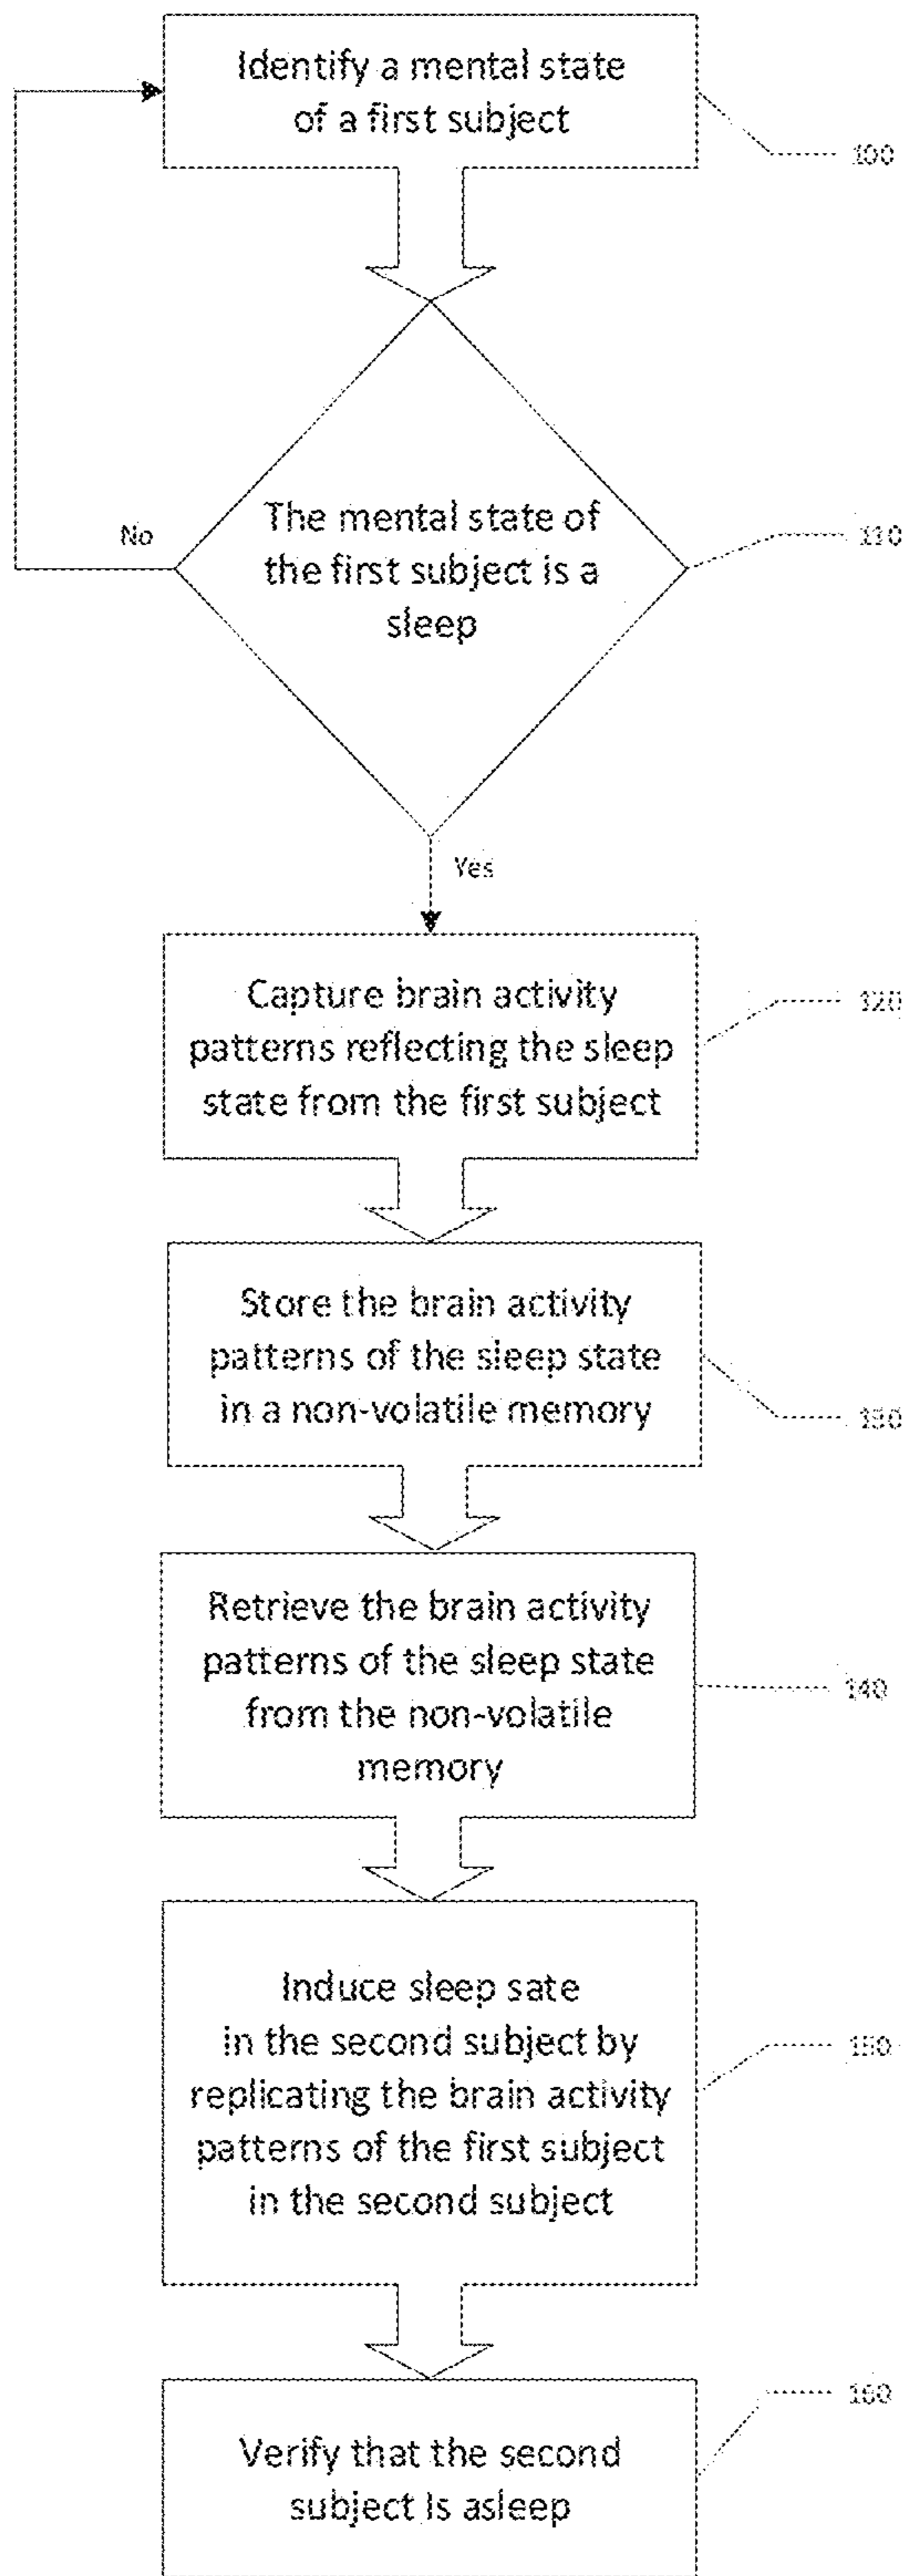 Identify a mental state
of a first subject
100
The mental state of
the first subject is a
sleep
110
No
Yes
Capture brain activity
patterns reflecting the sleep
state from the first subject
120
Store the brain activity
patterns of the sleep state
in a non-volatile memory
130
Retrieve the brain activity
patterns of the sleep state
from the non-volatile
memory
140
Induce sleep sate
in the second subject by
replicating the brain activity
patterns of the first subject
in the second subject
150
Verify that the second
subject is asleep
160